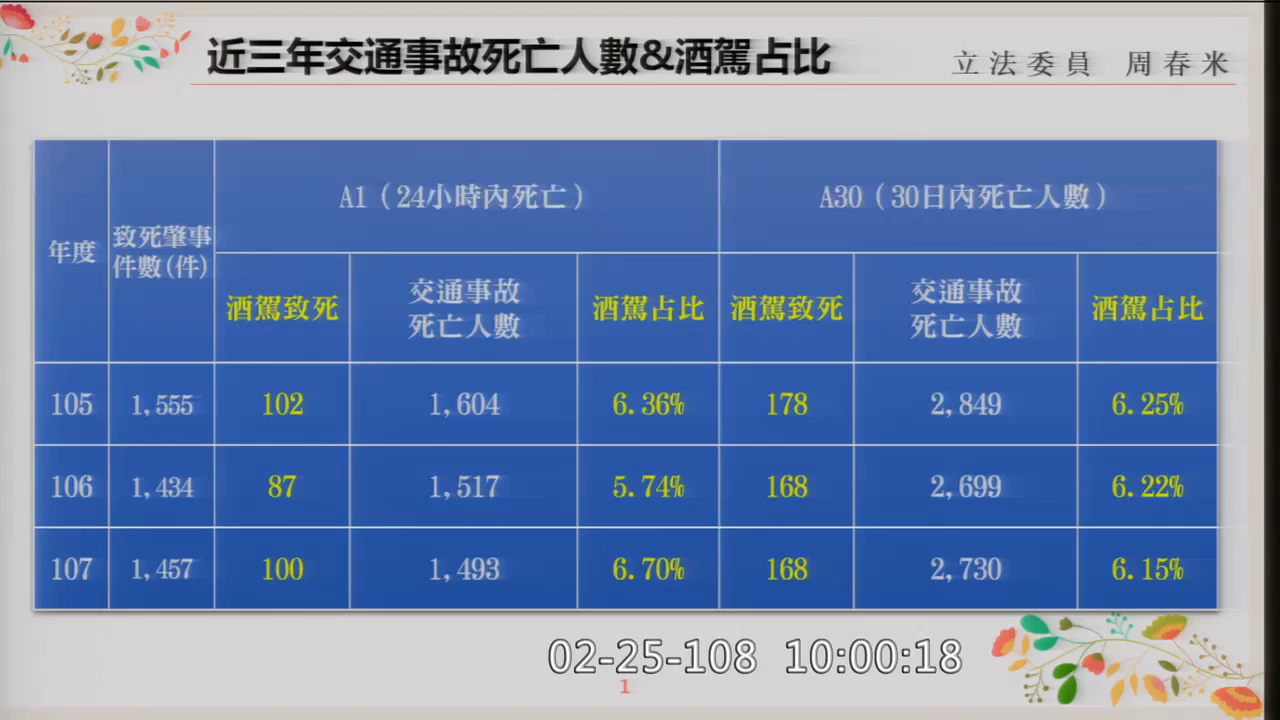 近三年交通事故死亡人數&酒駕占比
立法委員 周春米
年度 致死肇事件數(件) A1（24小時內死亡） A30（30日內死亡人數）
酒駕致死 交通事故死亡人數 酒駕占比 酒駕致死 交通事故死亡人數 酒駕占比
105 1,555 102 1,604 6.36% 178 2,849 6.25%
106 1,434 87 1,517 5.74% 168 2,699 6.22%
107 1,457 100 1,493 6.70% 168 2,730 6.15%
02-25-108 10:00:18
1